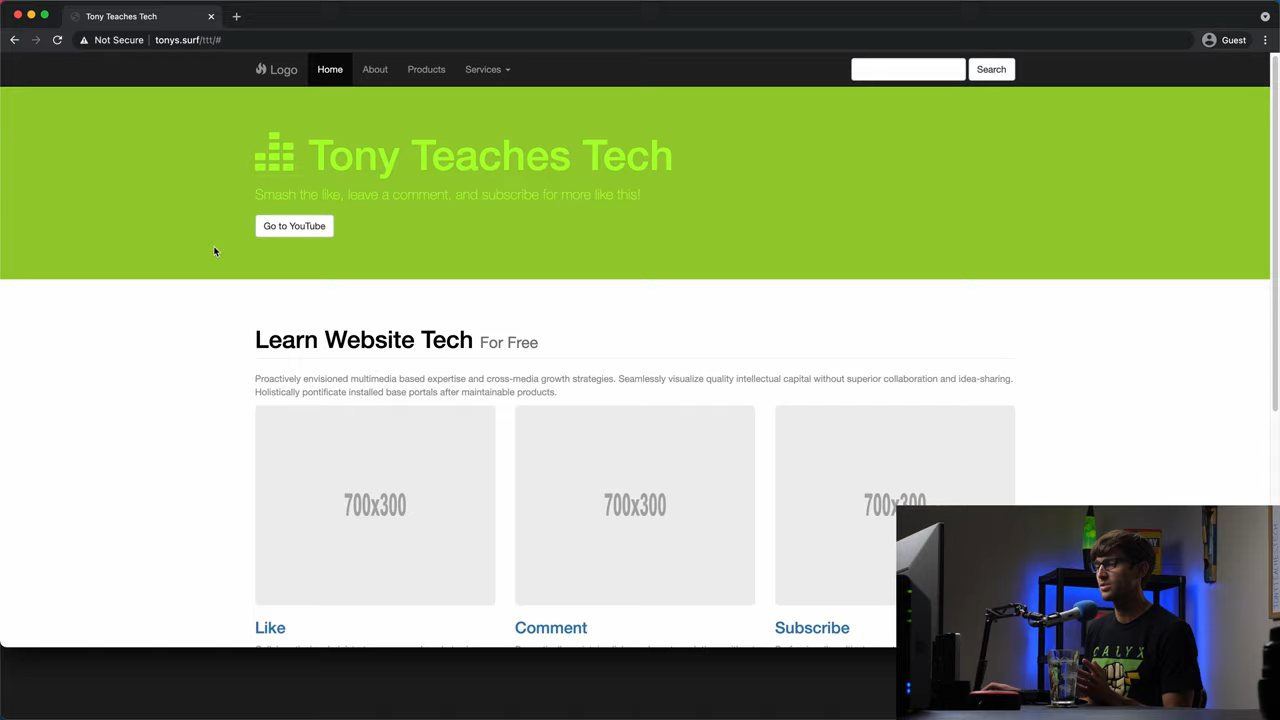 Tony Teaches Tech
Not Secure tonys.surf/ttt/#
Guest
Logo Home About Products Services Search
Tony Teaches Tech
Smash the like, leave a comment, and subscribe for more like this!
Go to YouTube
Learn Website Tech For Free
Proactively envisioned multimedia based expertise and cross-media growth strategies. Seamlessly visualize quality intellectual capital without superior collaboration and idea-sharing.
Holistically pontificate installed base portals after maintainable products.
700x300 700x300 700x300
Like Comment Subscribe
CALYX